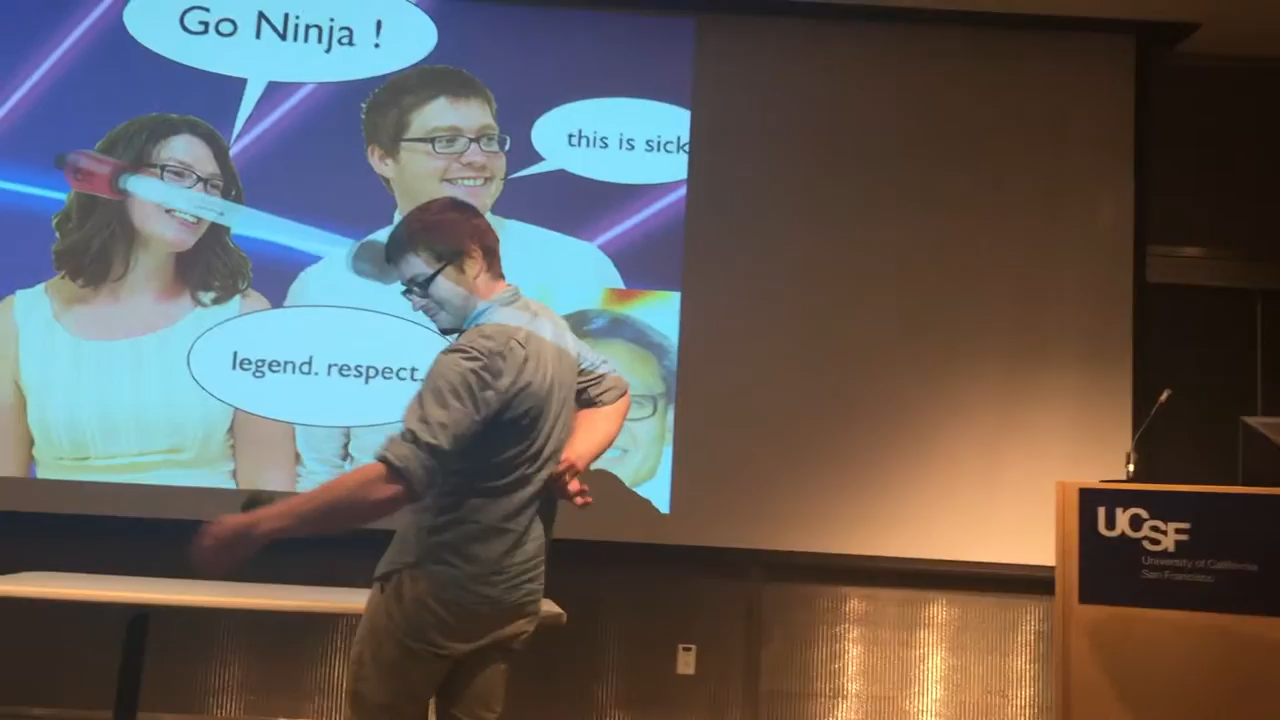 Go Ninja !
this is sick
legend. respect.
UCSF
University of California
San Francisco